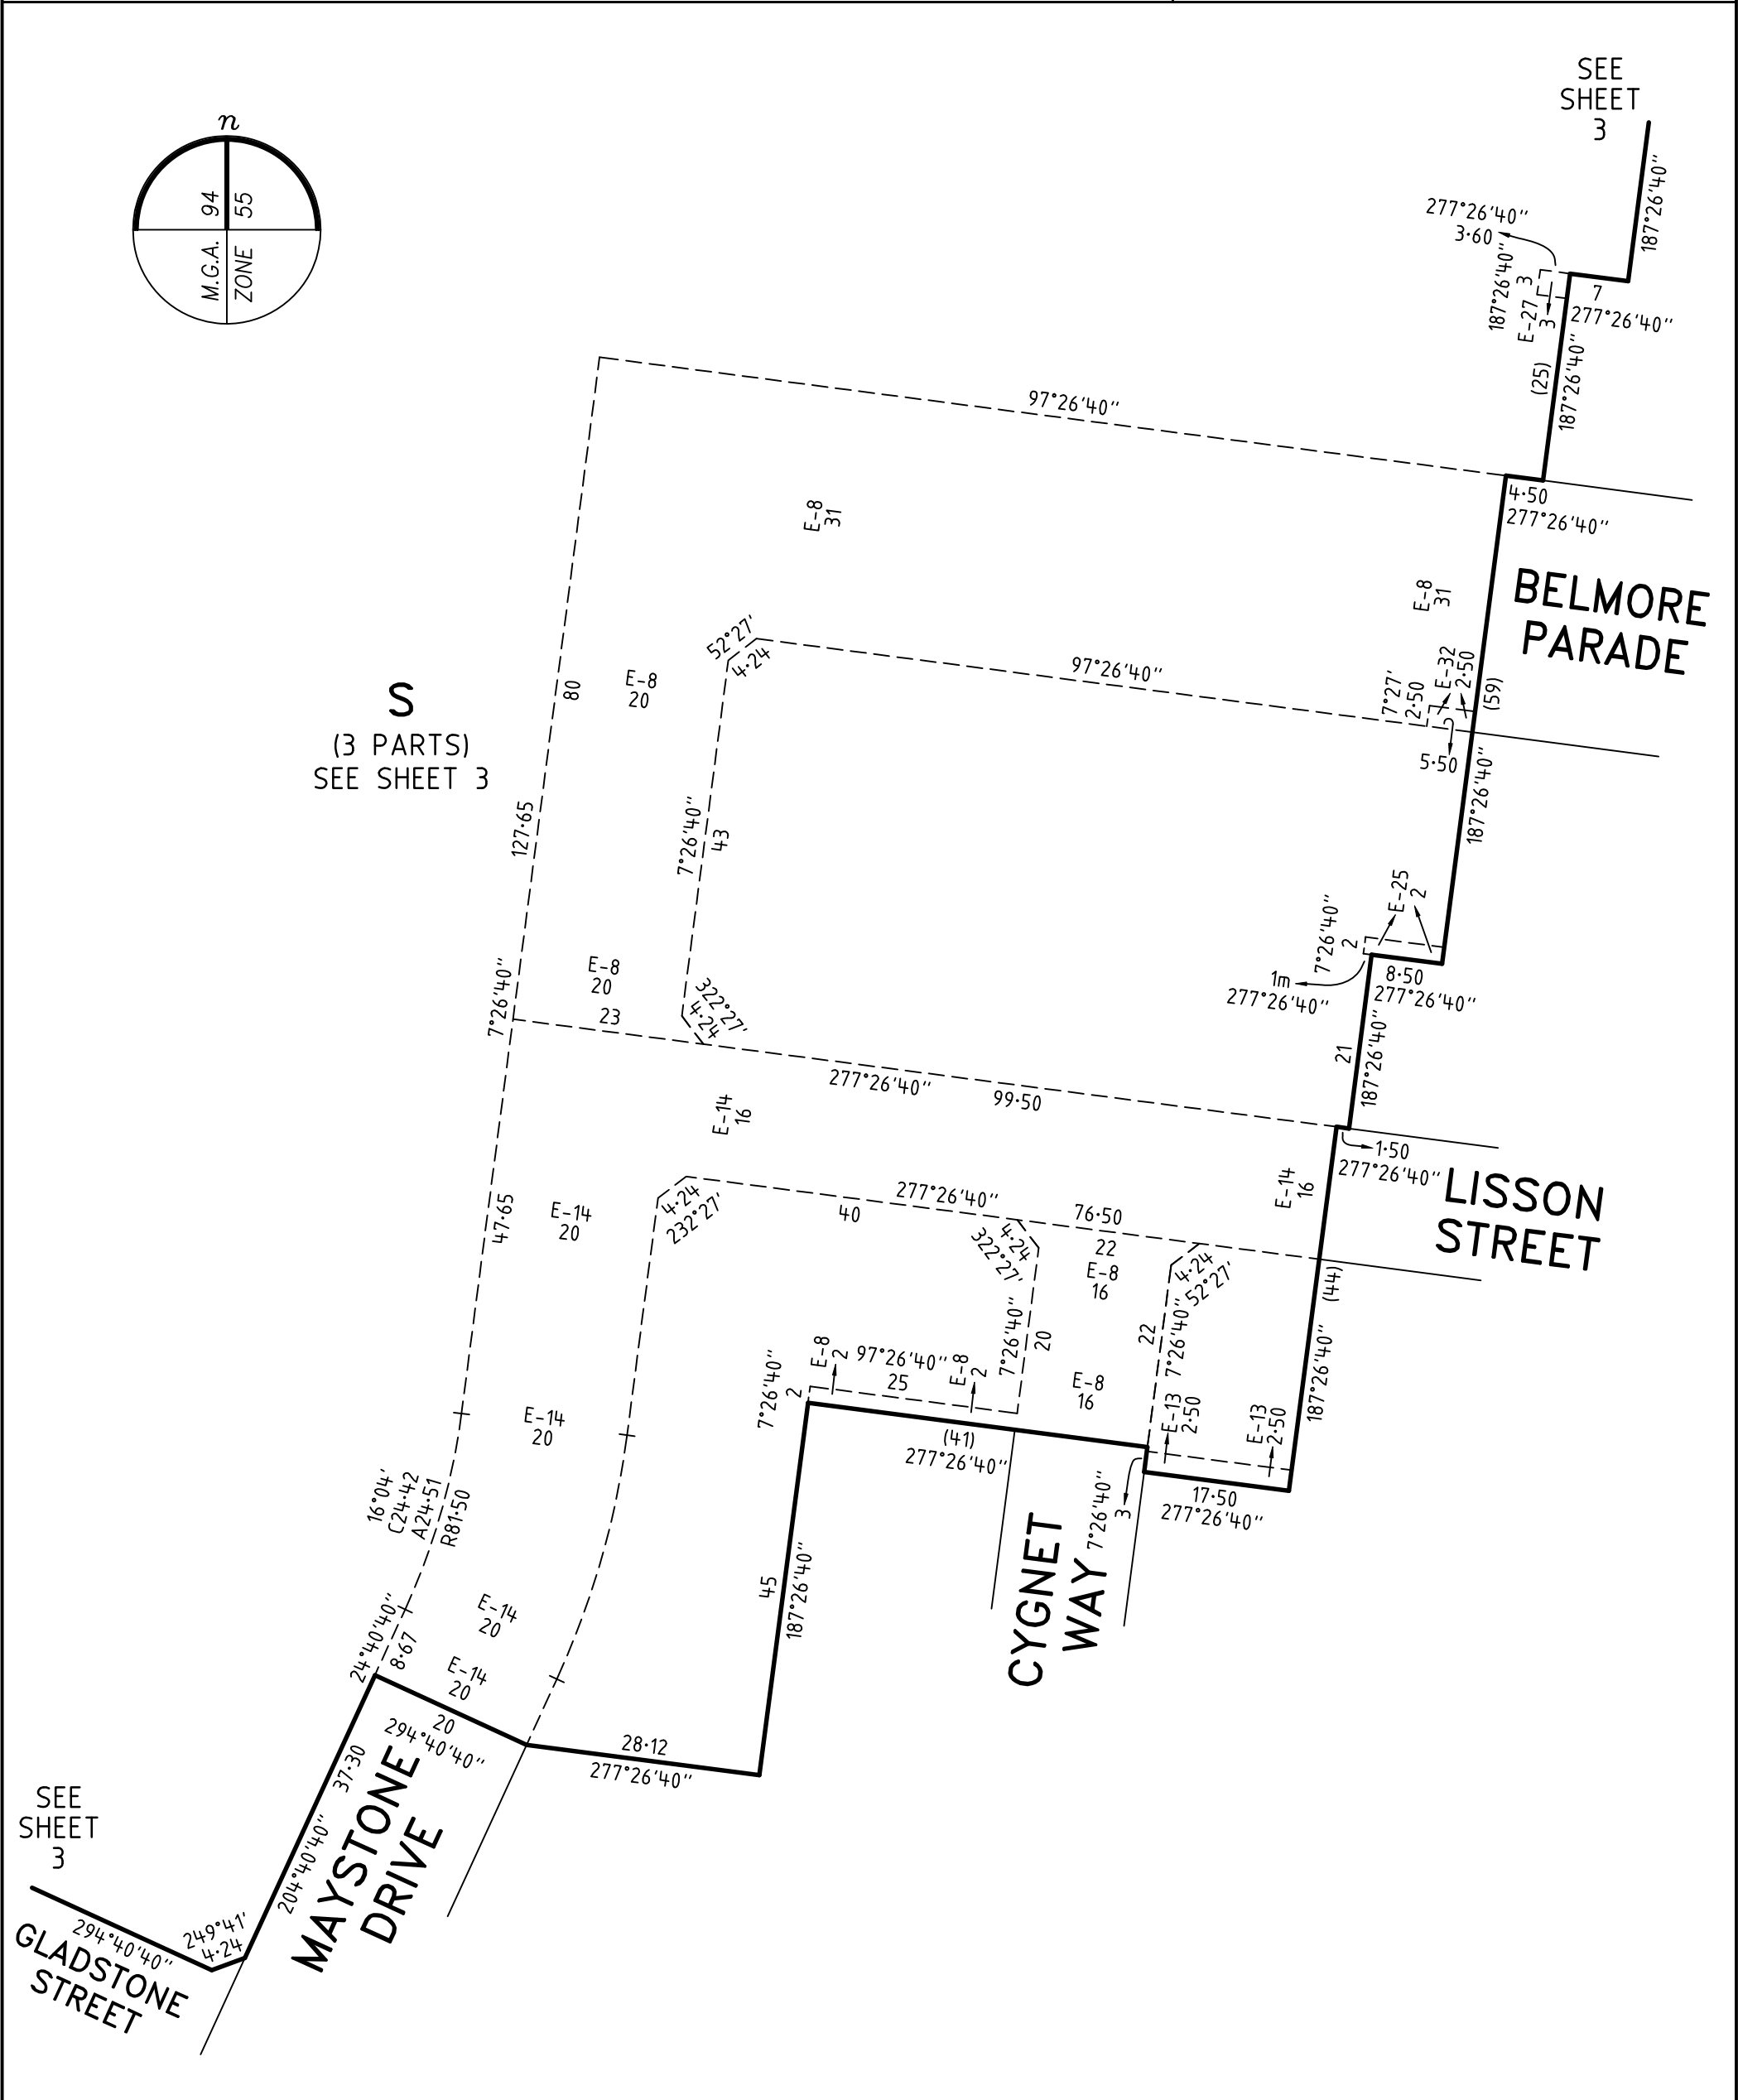 n
94
55
M.G.A.
ZONE
SEE
SHEET
3
187°26'40"
277°26'40"
3·60
187°26'40"
3
E-27
3
7
277°26'40"
(25)
187°26'40"
97°26'40"
4·50
277°26'40"
E-8
31
E-8
31
BELMORE
PARADE
52°27'
4·24
97°26'40"
7°27'
2·50
E-32
2·50
(59)
5·50
187°26'40"
S
(3 PARTS)
SEE SHEET 3
80
E-8
20
127·65
7°26'40"
43
E-25
2
7°26'40"
2
1m
277°26'40"
8·50
277°26'40"
7°26'40"
E-8
20
23
322°27'
4·24
21
187°26'40"
277°26'40"
99·50
E-14
16
1·50
277°26'40"
E-14
16
LISSON
STREET
47·65
E-14
20
4·24
232°27'
277°26'40"
40
76·50
22
4·24
322°27'
E-8
16
4·24
52°27'
(44)
7°26'40"
20
22
7°26'40"
187°26'40"
7°26'40"
2
E-8
2
97°26'40"
25
E-8
2
E-8
16
E-13
2·50
E-13
2·50
(41)
277°26'40"
7°26'40"
3
17·50
277°26'40"
E-14
20
16°04'
C24·42
A24·51
R81·50
CYGNET
WAY
45
187°26'40"
E-14
20
24°40'40"
8·67
E-14
20
20
294°40'40"
28·12
277°26'40"
37·30
204°40'40"
MAYSTONE
DRIVE
SEE
SHEET
3
249°41'
4·24
294°40'40"
GLADSTONE
STREET